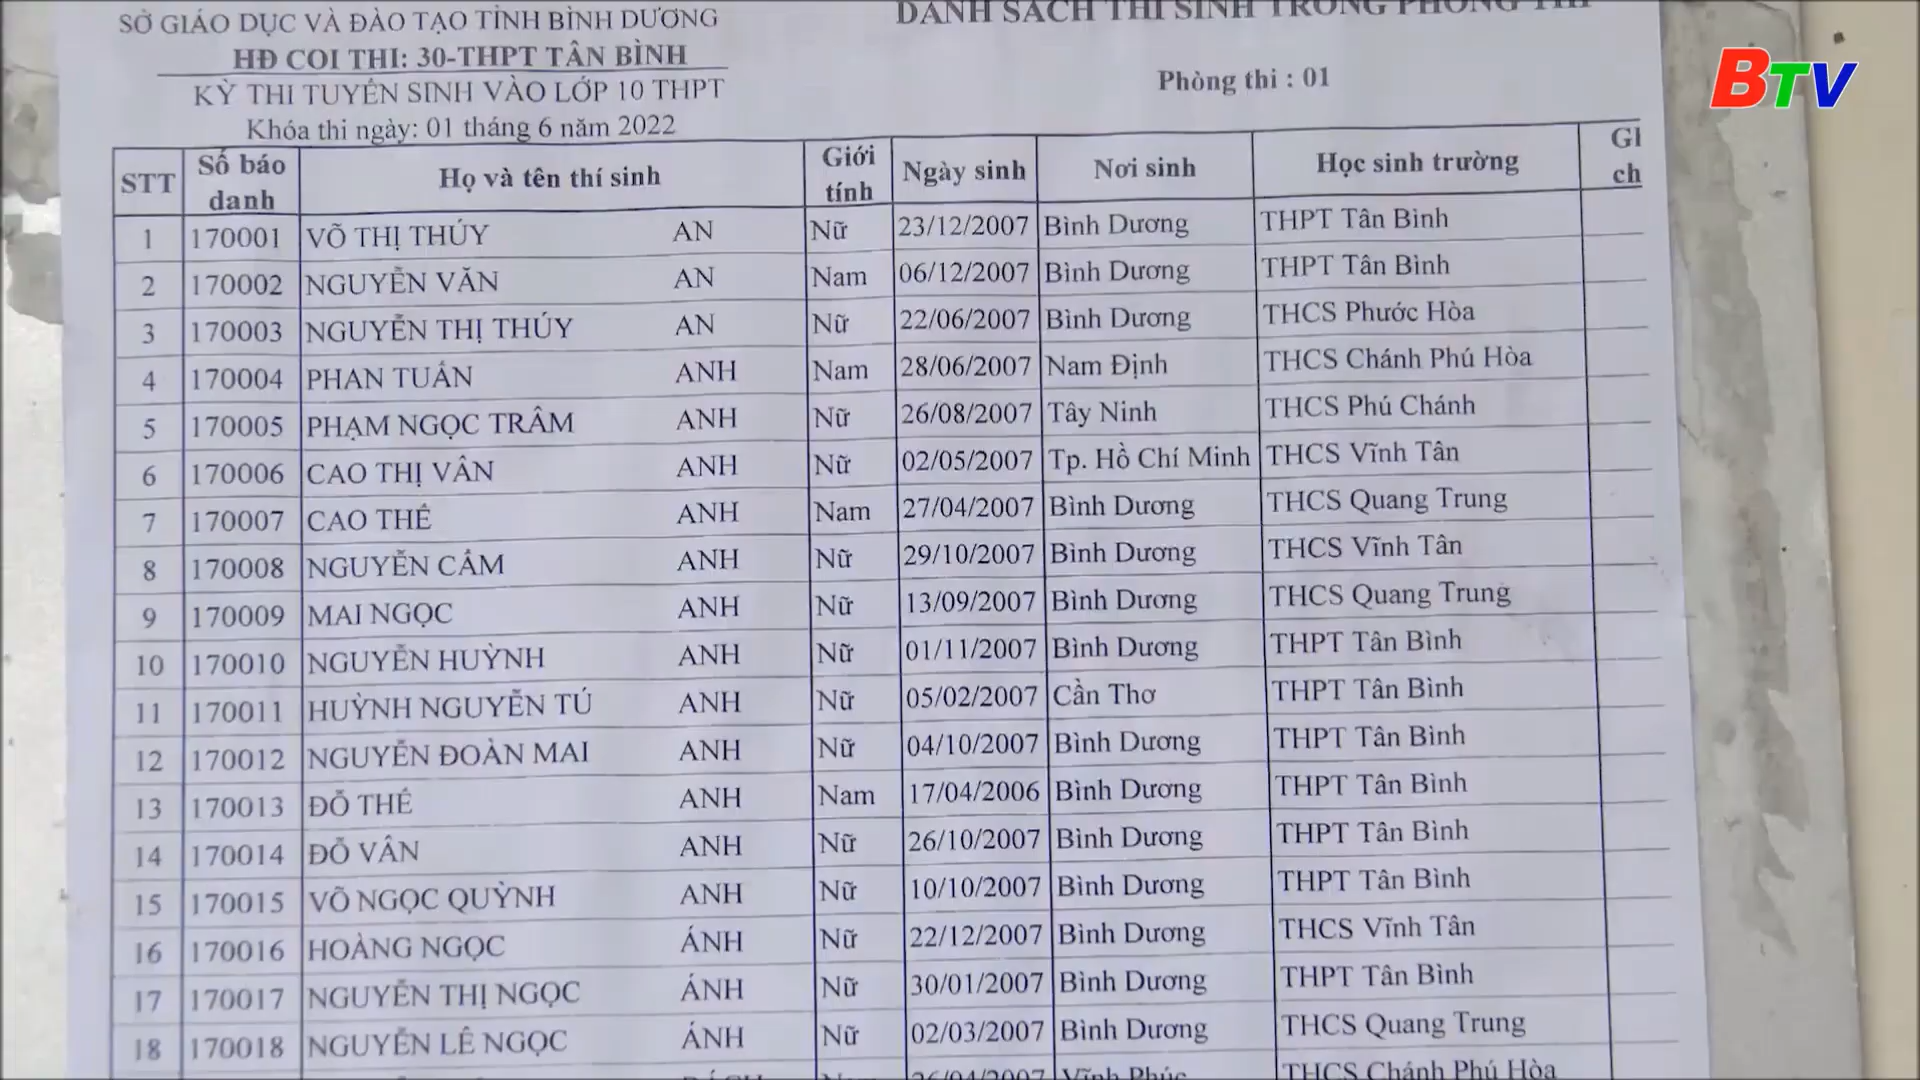 SỞ GIÁO DỤC VÀ ĐÀO TẠO TỈNH BÌNH DƯƠNG
DANH SÁCH THÍ SINH TRONG PHÒNG THI
HĐ COI THI: 30-THPT TÂN BÌNH
KỲ THI TUYỂN SINH VÀO LỚP 10 THPT
Phòng thi : 01
Khóa thi ngày: 01 tháng 6 năm 2022
BTV
STT Số báo danh Họ và tên thí sinh Giới tính Ngày sinh Nơi sinh Học sinh trường
1 170001 VÕ THỊ THÚY AN Nữ 23/12/2007 Bình Dương THPT Tân Bình
2 170002 NGUYỄN VĂN AN Nam 06/12/2007 Bình Dương THPT Tân Bình
3 170003 NGUYỄN THỊ THÚY AN Nữ 22/06/2007 Bình Dương THCS Phước Hòa
4 170004 PHAN TUẤN ANH Nam 28/06/2007 Nam Định THCS Chánh Phú Hòa
5 170005 PHẠM NGỌC TRÂM ANH Nữ 26/08/2007 Tây Ninh THCS Phú Chánh
6 170006 CAO THỊ VÂN ANH Nữ 02/05/2007 Tp. Hồ Chí Minh THCS Vĩnh Tân
7 170007 CAO THẾ ANH Nam 27/04/2007 Bình Dương THCS Quang Trung
8 170008 NGUYỄN CẨM ANH Nữ 29/10/2007 Bình Dương THCS Vĩnh Tân
9 170009 MAI NGỌC ANH Nữ 13/09/2007 Bình Dương THCS Quang Trung
10 170010 NGUYỄN HUỲNH ANH Nữ 01/11/2007 Bình Dương THPT Tân Bình
11 170011 HUỲNH NGUYỄN TÚ ANH Nữ 05/02/2007 Cần Thơ THPT Tân Bình
12 170012 NGUYỄN ĐOÀN MAI ANH Nữ 04/10/2007 Bình Dương THPT Tân Bình
13 170013 ĐỖ THẾ ANH Nam 17/04/2006 Bình Dương THPT Tân Bình
14 170014 ĐỖ VÂN ANH Nữ 26/10/2007 Bình Dương THPT Tân Bình
15 170015 VÕ NGỌC QUỲNH ANH Nữ 10/10/2007 Bình Dương THPT Tân Bình
16 170016 HOÀNG NGỌC ÁNH Nữ 22/12/2007 Bình Dương THCS Vĩnh Tân
17 170017 NGUYỄN THỊ NGỌC ÁNH Nữ 30/01/2007 Bình Dương THPT Tân Bình
18 170018 NGUYỄN LÊ NGỌC ÁNH Nữ 02/03/2007 Bình Dương THCS Quang Trung
26/04/2007 Vĩnh Phúc THCS Chánh Phú Hòa